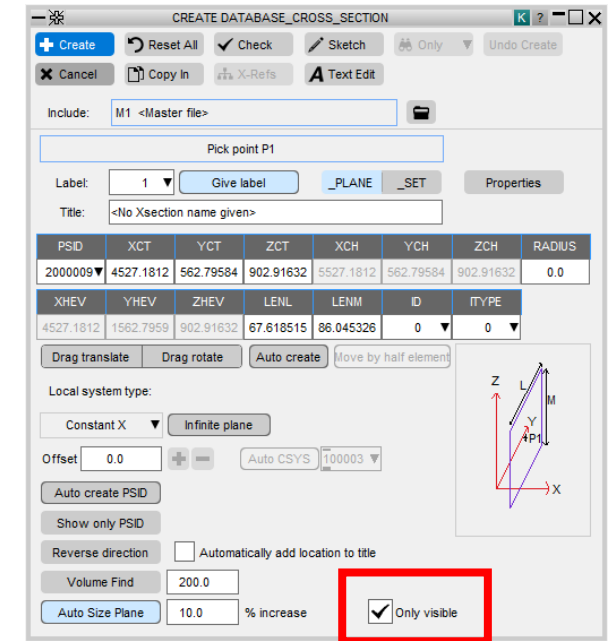 CREATE DATABASE_CROSS_SECTION K ?
Create Reset All Check Sketch Only Undo Create
Cancel Copy In X-Refs A Text Edit
Include: M1 <Master file>
Pick point P1
Label: 1 Give label _PLANE _SET Properties
Title: <No Xsection name given>
PSID XCT YCT ZCT XCH YCH ZCH RADIUS
2000009 4527.1812 562.79584 902.91632 5527.1812 562.79584 902.91632 0.0
XHEV YHEV ZHEV LENL LENM ID ITYPE
4527.1812 1562.7959 902.91632 67.618515 86.045326 0 0
Drag translate Drag rotate Auto create Move by half element
Local system type:
Constant X Infinite plane
Offset 0.0 Auto CSYS 100003
Auto create PSID
Show only PSID
Reverse direction Automatically add location to title
Volume Find 200.0
Auto Size Plane 10.0 % increase Only visible
Z L
M
Y
P1
X